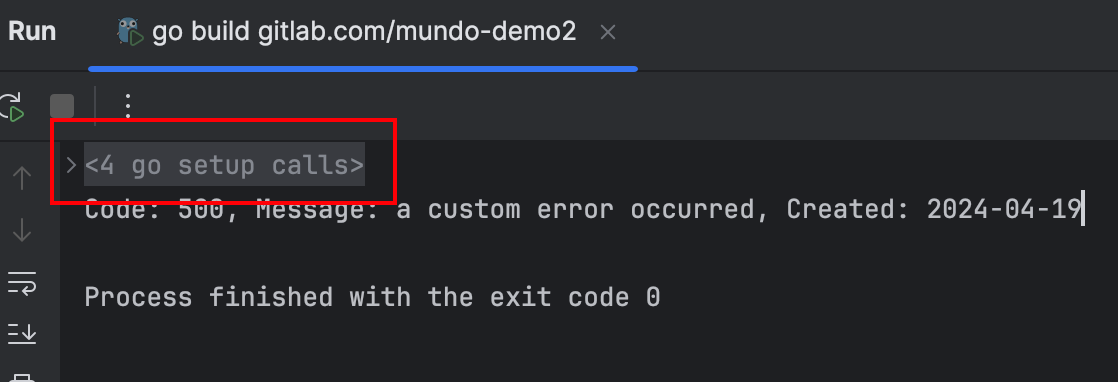 Run
go build gitlab.com/mundo-demo2
<4 go setup calls>
Code: 500, Message: a custom error occurred, Created: 2024-04-19
Process finished with the exit code 0